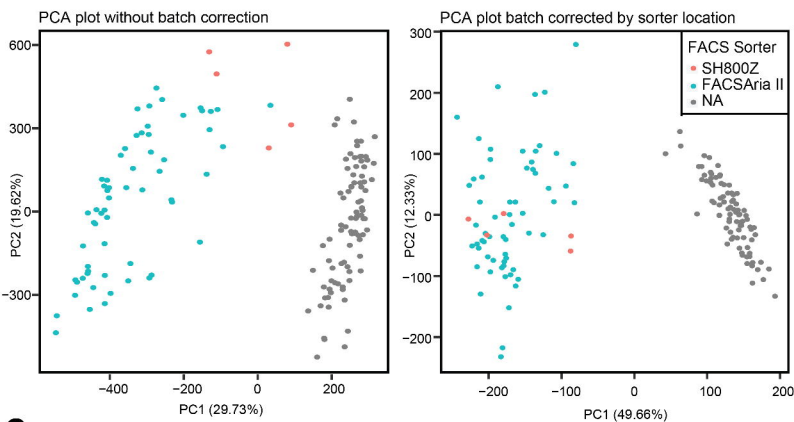 PCA plot without batch correction
600
300
0
−300
PC2 (19.62%)
−400
−200
0
200
PC1 (29.73%)
PCA plot batch corrected by sorter location
300
200
100
0
−100
−200
PC2 (12.33%)
−200
−100
0
100
200
PC1 (49.66%)
FACS Sorter
SH800Z
FACSAria II
NA